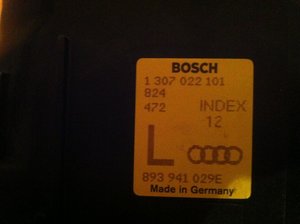 BOSCH
1 307 022 101
824
472 INDEX
12
L
893 941 029E
Made in Germany